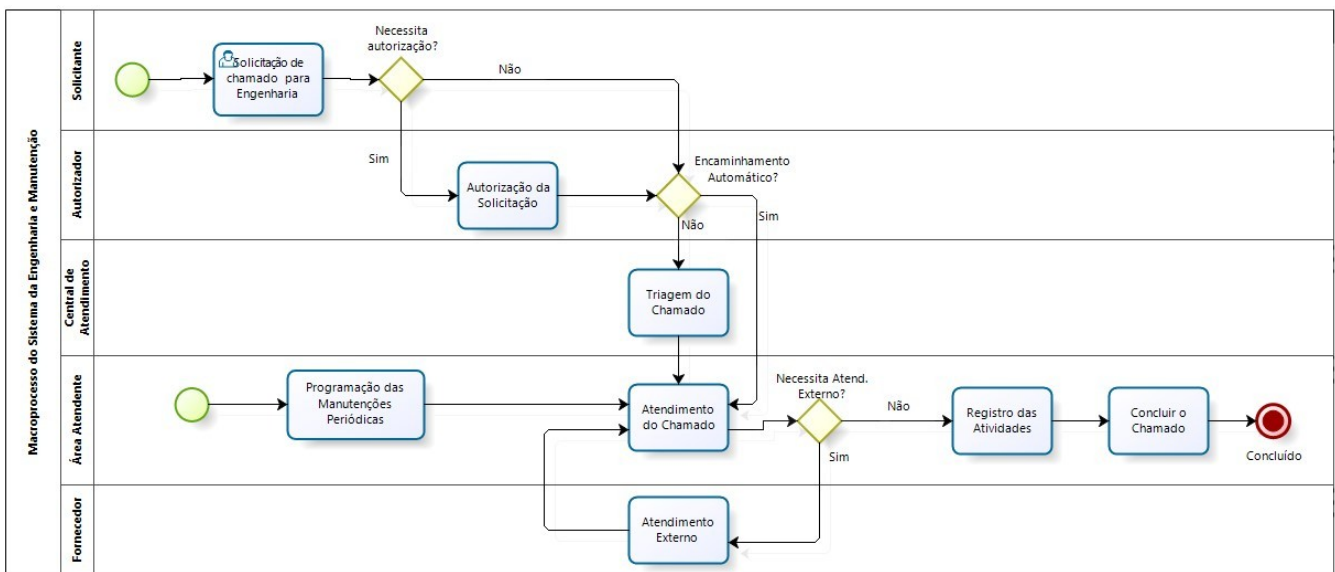 Macroprocesso do Sistema da Engenharia e Manutenção
Solicitante
Solicitação de
chamado para
Engenharia
Necessita
autorização?
Não
Sim
Autorizador
Autorização da
Solicitação
Encaminhamento
Automático?
Sim
Não
Central de
Atendimento
Triagem do
Chamado
Área Atendente
Programação das
Manutenções
Periódicas
Atendimento
do Chamado
Necessita Atend.
Externo?
Não
Sim
Registro das
Atividades
Concluir o
Chamado
Concluído
Fornecedor
Atendimento
Externo